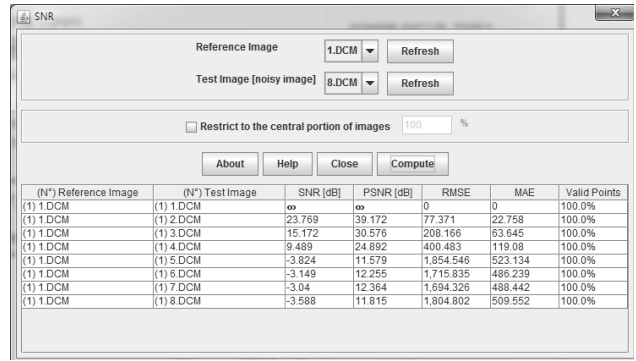 SNR
Reference Image 1.DCM Refresh
Test Image [noisy image] 8.DCM Refresh
Restrict to the central portion of images 100 %
About Help Close Compute
(N°) Reference Image (N°) Test Image SNR [dB] PSNR [dB] RMSE MAE Valid Points
(1) 1.DCM (1) 1.DCM ∞ ∞ 0 0 100.0%
(1) 1.DCM (1) 2.DCM 23.769 39.172 77.371 22.758 100.0%
(1) 1.DCM (1) 3.DCM 15.172 30.576 208.166 63.645 100.0%
(1) 1.DCM (1) 4.DCM 9.489 24.892 400.483 119.08 100.0%
(1) 1.DCM (1) 5.DCM -3.824 11.579 1,854.546 523.134 100.0%
(1) 1.DCM (1) 6.DCM -3.149 12.255 1,715.835 486.239 100.0%
(1) 1.DCM (1) 7.DCM -3.04 12.364 1,694.326 488.442 100.0%
(1) 1.DCM (1) 8.DCM -3.588 11.815 1,804.802 509.552 100.0%